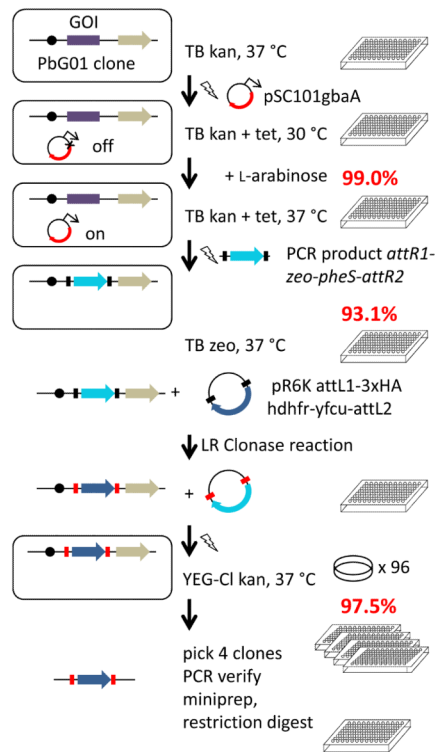 GOI
PbG01 clone
TB kan, 37 °C
pSC101gbaA
off
TB kan + tet, 30 °C
+ L-arabinose
99.0%
on
TB kan + tet, 37 °C
PCR product attR1-
zeo-pheS-attR2
93.1%
TB zeo, 37 °C
+
pR6K attL1-3xHA
hdhfr-yfcu-attL2
LR Clonase reaction
+
x 96
YEG-Cl kan, 37 °C
97.5%
pick 4 clones
PCR verify
miniprep,
restriction digest